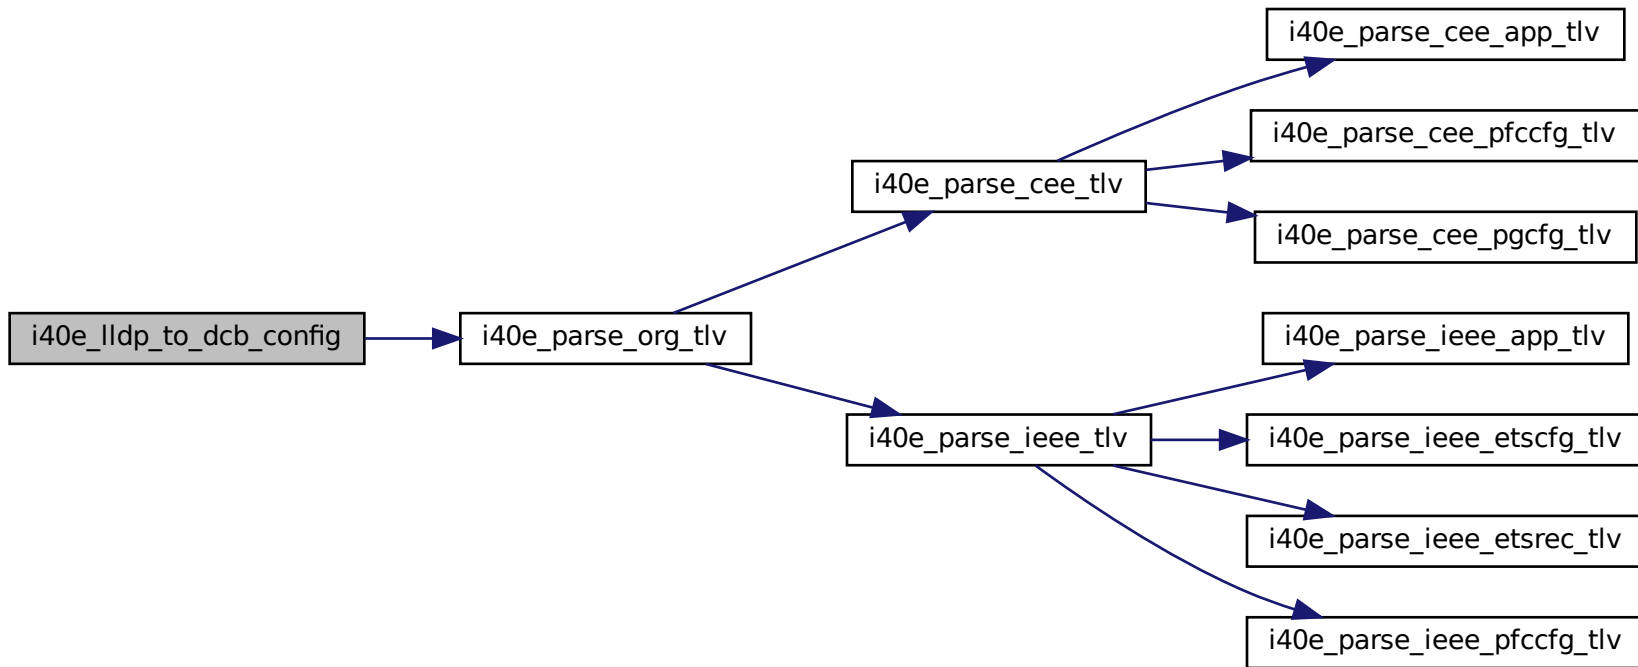 i40e_parse_cee_app_tlv
i40e_parse_cee_pfccfg_tlv
i40e_parse_cee_tlv
i40e_parse_cee_pgcfg_tlv
i40e_lldp_to_dcb_config
i40e_parse_org_tlv
i40e_parse_ieee_app_tlv
i40e_parse_ieee_tlv
i40e_parse_ieee_etscfg_tlv
i40e_parse_ieee_etsrec_tlv
i40e_parse_ieee_pfccfg_tlv